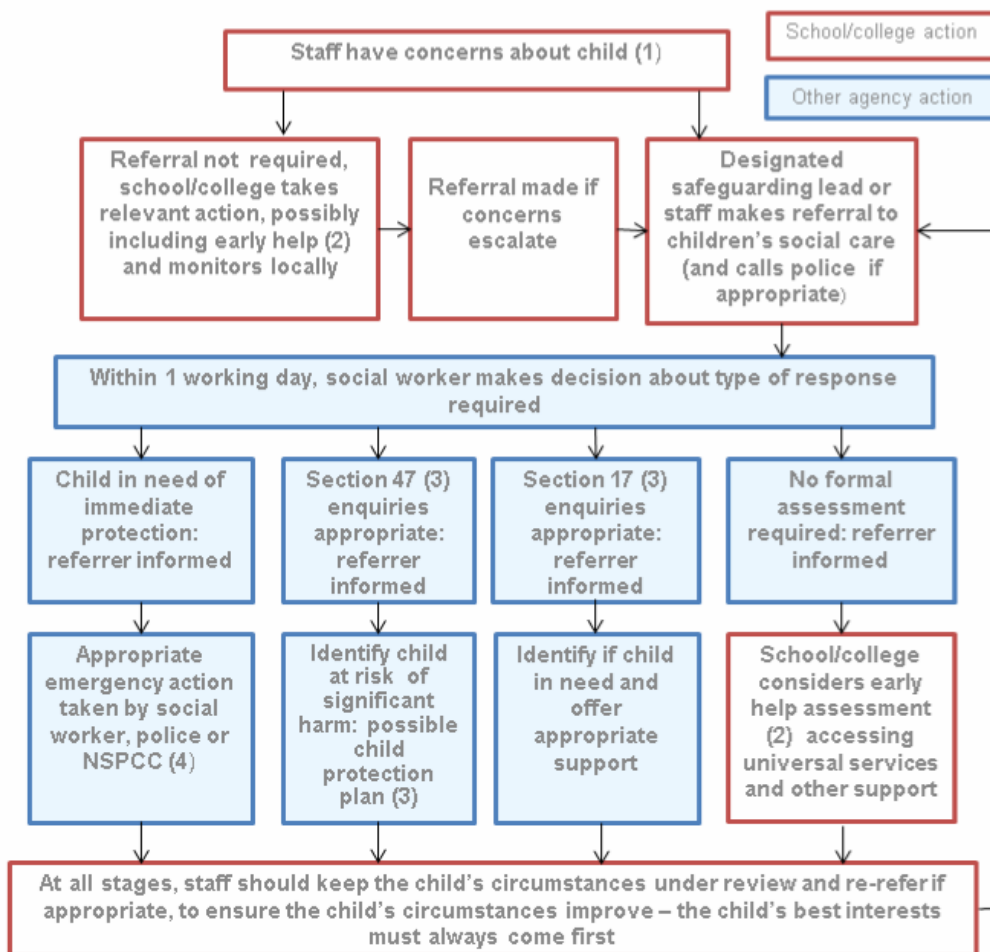 School/college action
Other agency action
Staff have concerns about child (1)
Referral not required,
school/college takes
relevant action, possibly
including early help (2)
and monitors locally
Referral made if
concerns
escalate
Designated
safeguarding lead or
staff makes referral to
children’s social care
(and calls police if
appropriate)
Within 1 working day, social worker makes decision about type of response
required
Child in need of
immediate
protection:
referrer informed
Section 47 (3)
enquiries
appropriate:
referrer
informed
Section 17 (3)
enquiries
appropriate:
referrer
informed
No formal
assessment
required: referrer
informed
Appropriate
emergency action
taken by social
worker, police or
NSPCC (4)
Identify child
at risk of
significant
harm: possible
child
protection
plan (3)
Identify if child
in need and
offer
appropriate
support
School/college
considers early
help assessment
(2) accessing
universal services
and other support
At all stages, staff should keep the child’s circumstances under review and re-refer if
appropriate, to ensure the child’s circumstances improve – the child’s best interests
must always come first